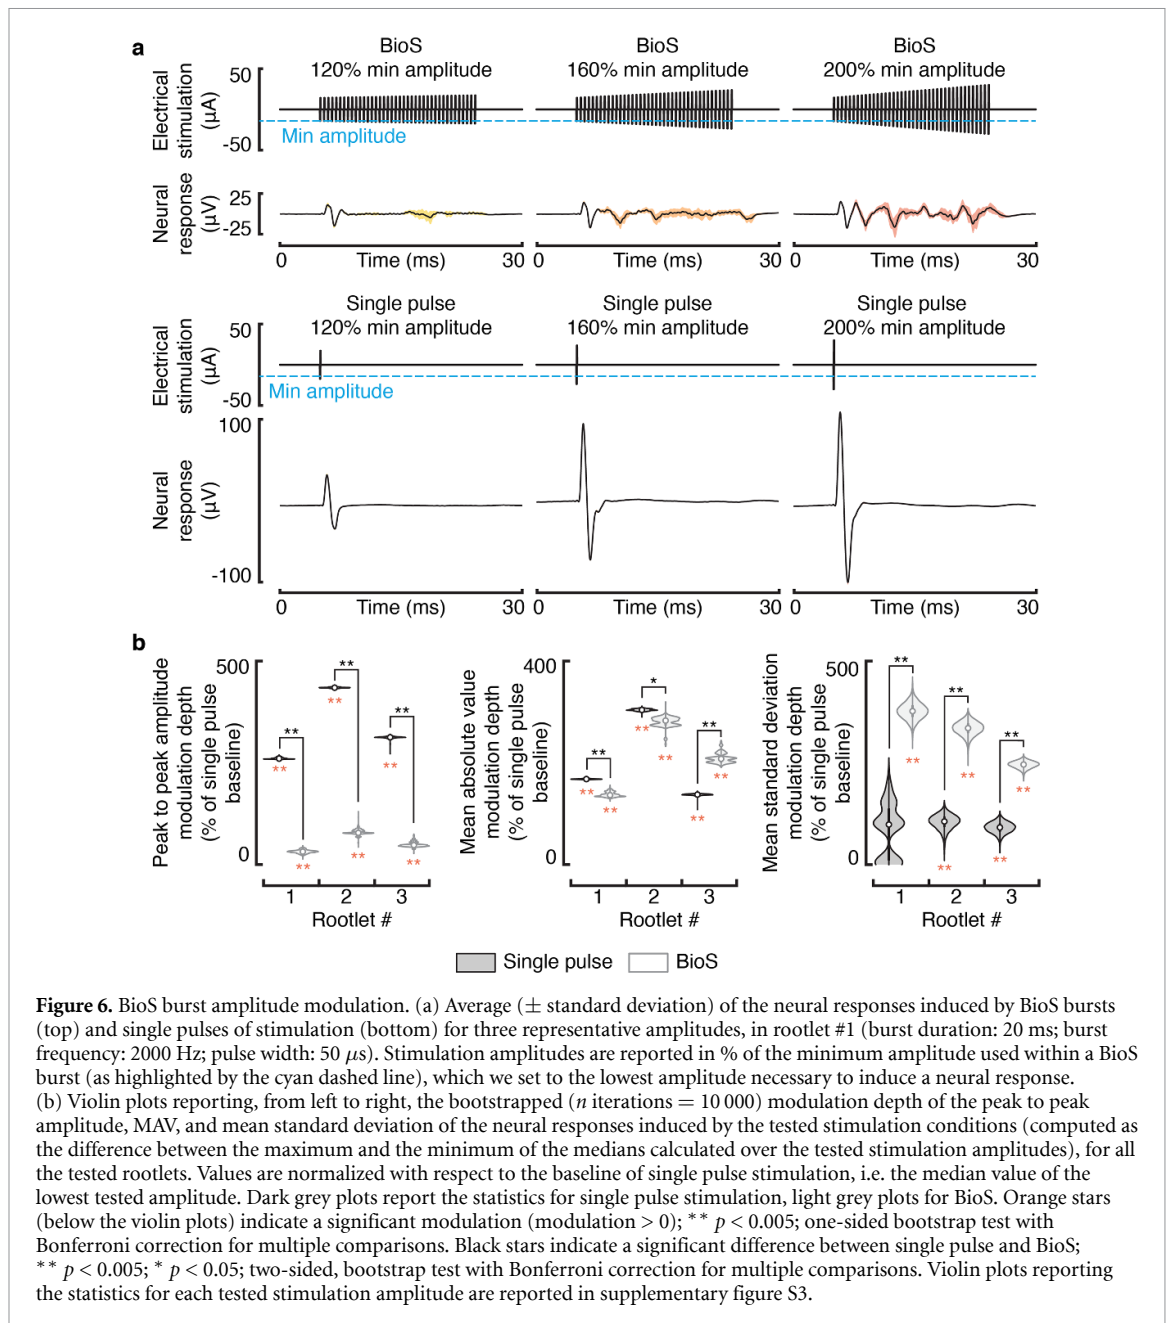 a
BioS
120% min amplitude
BioS
160% min amplitude
BioS
200% min amplitude
Electrical
stimulation
(µA)
50
-50
Min amplitude
Neural
response
(µV)
25
-25
0
Time (ms)
30
0
Time (ms)
30
0
Time (ms)
30
Single pulse
120% min amplitude
Single pulse
160% min amplitude
Single pulse
200% min amplitude
Electrical
stimulation
(µA)
50
-50
Min amplitude
Neural
response
(µV)
100
-100
0
Time (ms)
30
0
Time (ms)
30
0
Time (ms)
30
b
Peak to peak amplitude
modulation depth
(% of single pulse
baseline)
500
0
**
**
**
**
**
**
**
**
**
1
2
3
Rootlet #
Mean absolute value
modulation depth
(% of single pulse
baseline)
400
0
**
*
**
**
**
**
**
**
**
1
2
3
Rootlet #
Mean standard deviation
modulation depth
(% of single pulse
baseline)
500
0
**
**
**
**
**
**
**
**
1
2
3
Rootlet #
Single pulse
BioS
Figure 6. BioS burst amplitude modulation. (a) Average (± standard deviation) of the neural responses induced by BioS bursts
(top) and single pulses of stimulation (bottom) for three representative amplitudes, in rootlet #1 (burst duration: 20 ms; burst
frequency: 2000 Hz; pulse width: 50 µs). Stimulation amplitudes are reported in % of the minimum amplitude used within a BioS
burst (as highlighted by the cyan dashed line), which we set to the lowest amplitude necessary to induce a neural response.
(b) Violin plots reporting, from left to right, the bootstrapped (n iterations = 10 000) modulation depth of the peak to peak
amplitude, MAV, and mean standard deviation of the neural responses induced by the tested stimulation conditions (computed as
the difference between the maximum and the minimum of the medians calculated over the tested stimulation amplitudes), for all
the tested rootlets. Values are normalized with respect to the baseline of single pulse stimulation, i.e. the median value of the
lowest tested amplitude. Dark grey plots report the statistics for single pulse stimulation, light grey plots for BioS. Orange stars
(below the violin plots) indicate a significant modulation (modulation > 0); ** p < 0.005; one-sided bootstrap test with
Bonferroni correction for multiple comparisons. Black stars indicate a significant difference between single pulse and BioS;
** p < 0.005; * p < 0.05; two-sided, bootstrap test with Bonferroni correction for multiple comparisons. Violin plots reporting
the statistics for each tested stimulation amplitude are reported in supplementary figure S3.